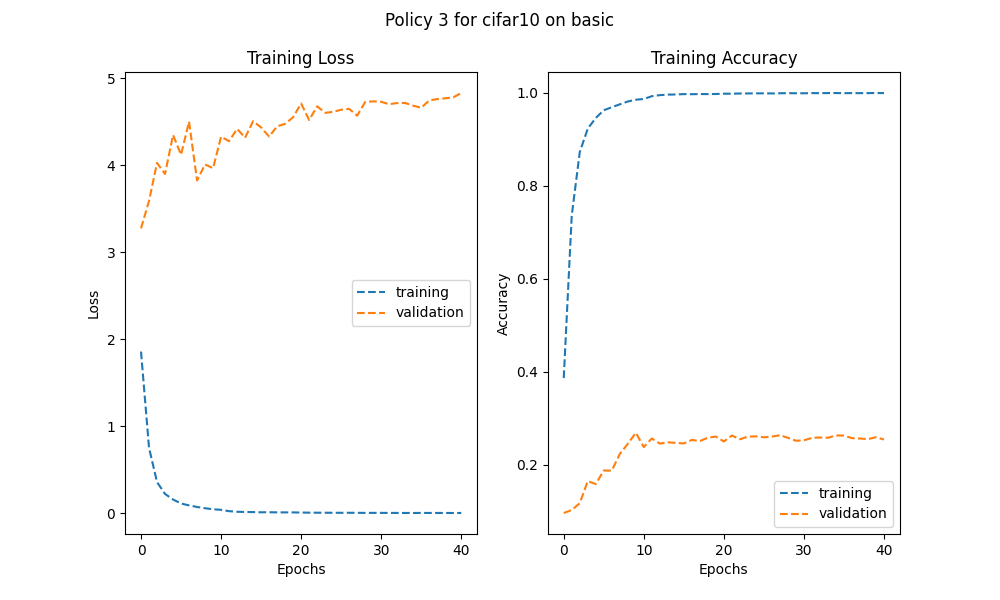 Policy 3 for cifar10 on basic
Training Loss
5
4
3
2
1
0
Loss
training
validation
0
10
20
30
40
Epochs
Training Accuracy
1.0
0.8
0.6
0.4
0.2
Accuracy
training
validation
0
10
20
30
40
Epochs